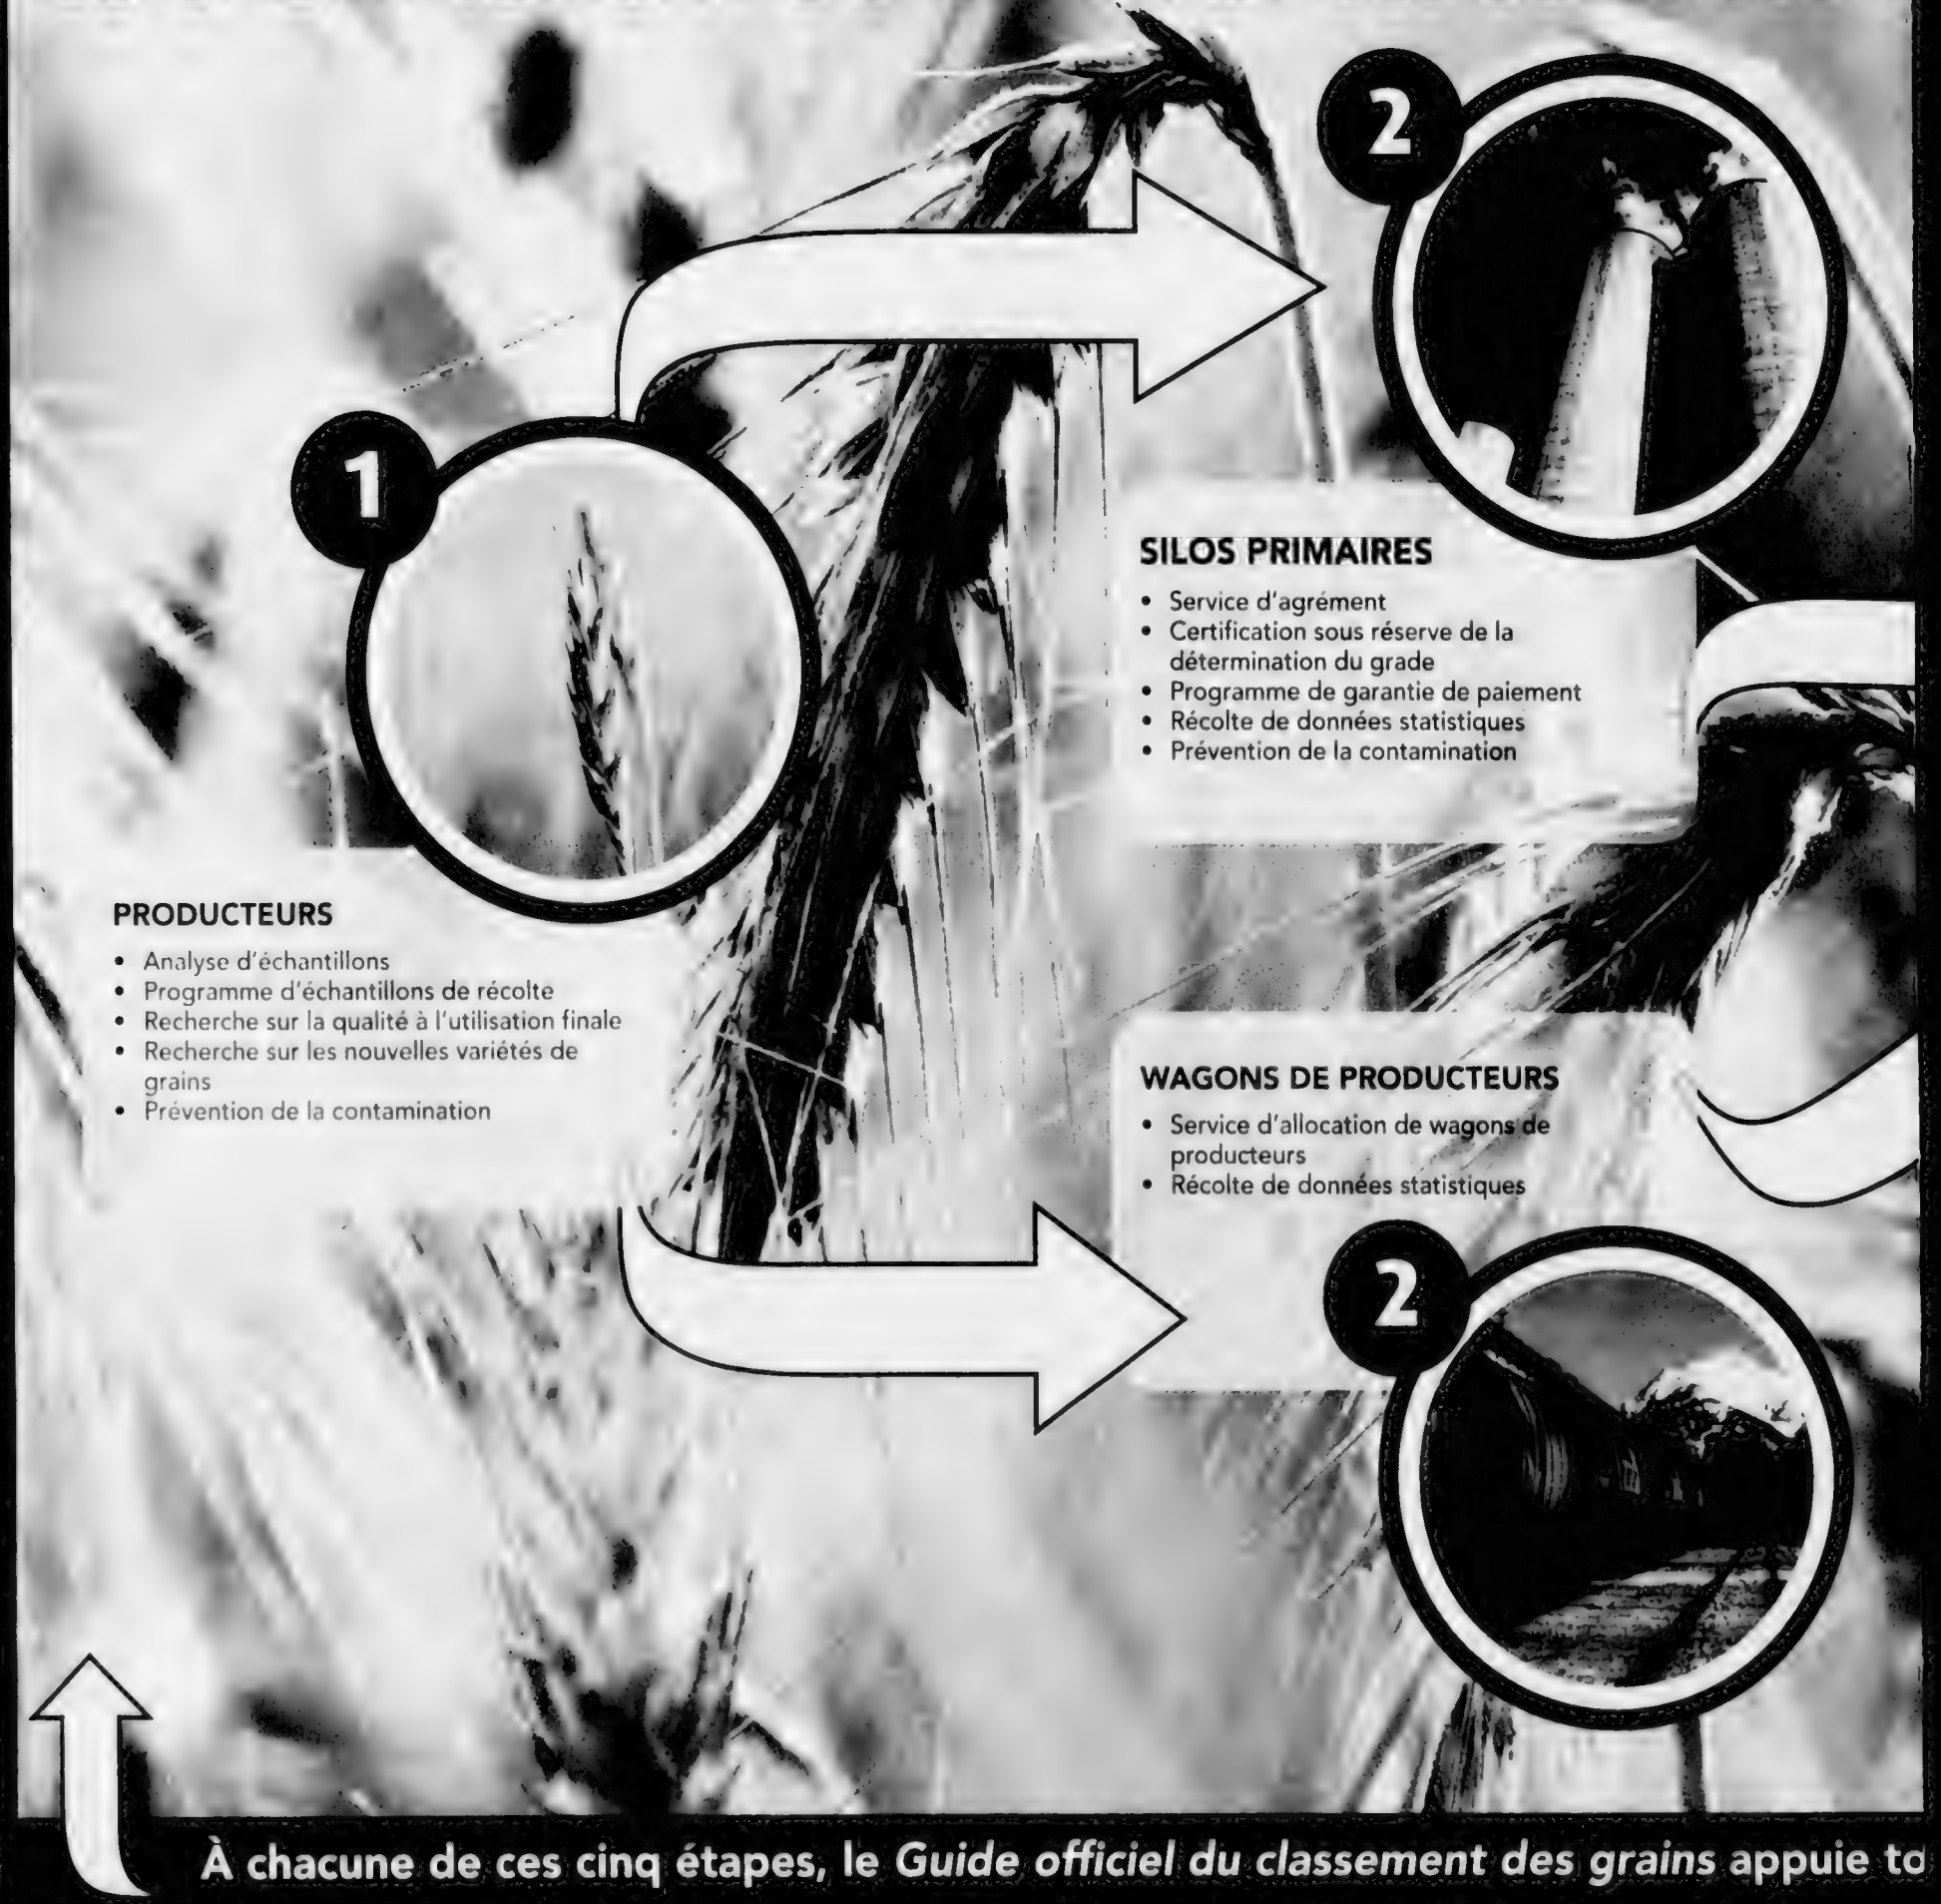 1
PRODUCTEURS
• Analyse d'échantillons
• Programme d'échantillons de récolte
• Recherche sur la qualité à l'utilisation finale
• Recherche sur les nouvelles variétés de
grains
• Prévention de la contamination
2
SILOS PRIMAIRES
• Service d'agrément
• Certification sous réserve de la
détermination du grade
• Programme de garantie de paiement
• Récolte de données statistiques
• Prévention de la contamination
WAGONS DE PRODUCTEURS
• Service d'allocation de wagons de
producteurs
• Récolte de données statistiques
2
À chacune de ces cinq étapes, le Guide officiel du classement des grains appuie